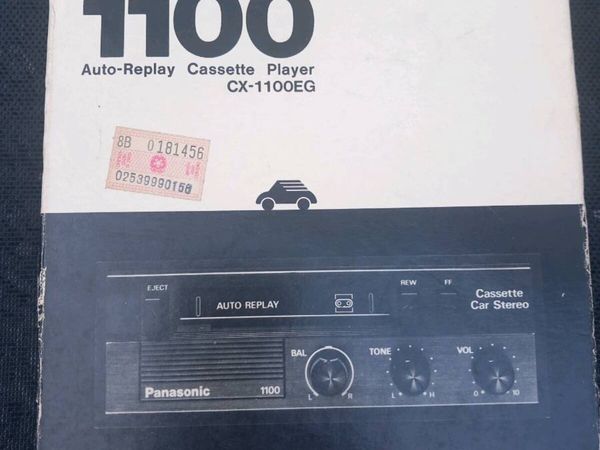 1100
Auto-Replay Cassette Player
CX-1100EG
8B 0181456
02539990158
EJECT
AUTO REPLAY
REW FF
Cassette
Car Stereo
BAL TONE VOL
Panasonic 1100
L R L H 0 10